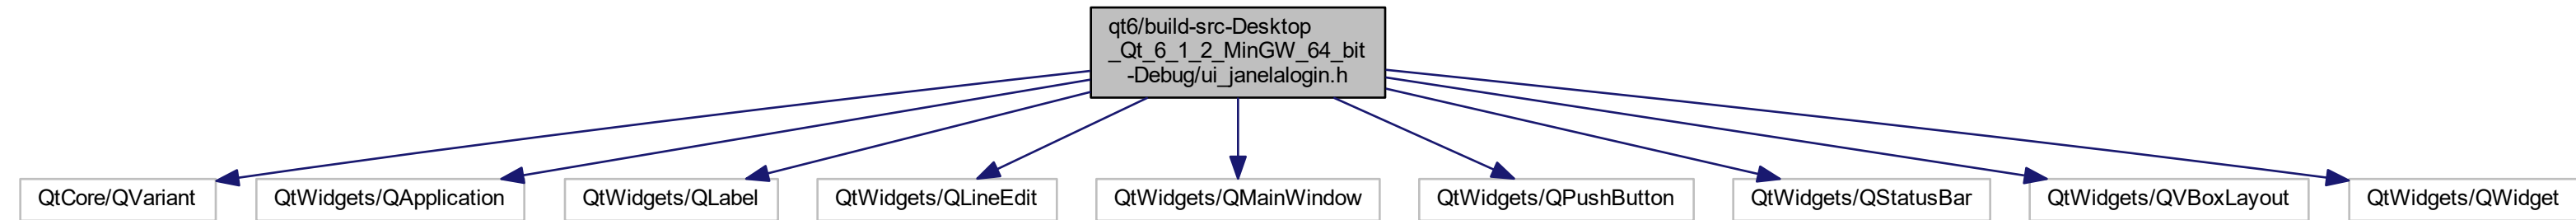 qt6/build-src-Desktop
_Qt_6_1_2_MinGW_64_bit
-Debug/ui_janelalogin.h
QtCore/QVariant
QtWidgets/QApplication
QtWidgets/QLabel
QtWidgets/QLineEdit
QtWidgets/QMainWindow
QtWidgets/QPushButton
QtWidgets/QStatusBar
QtWidgets/QVBoxLayout
QtWidgets/QWidget